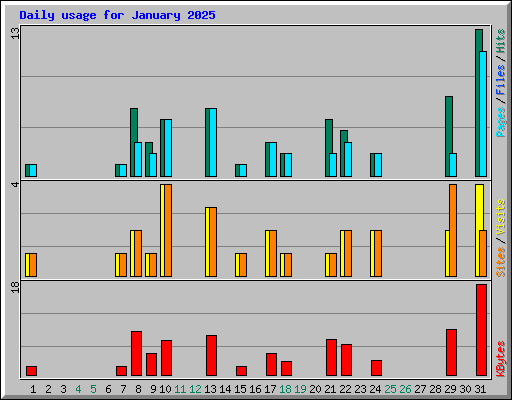 Daily usage for January 2025
13
Pages / Files / Hits
4
Sites / Visits
18
KBytes
1 2 3 4 5 6 7 8 9 10 11 12 13 14 15 16 17 18 19 20 21 22 23 24 25 26 27 28 29 30 31